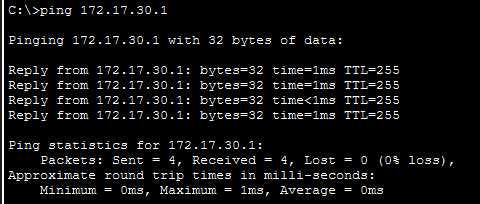 C:\>ping 172.17.30.1
Pinging 172.17.30.1 with 32 bytes of data:
Reply from 172.17.30.1: bytes=32 time=1ms TTL=255
Reply from 172.17.30.1: bytes=32 time=1ms TTL=255
Reply from 172.17.30.1: bytes=32 time<1ms TTL=255
Reply from 172.17.30.1: bytes=32 time=1ms TTL=255
Ping statistics for 172.17.30.1:
    Packets: Sent = 4, Received = 4, Lost = 0 (0% loss),
Approximate round trip times in milli-seconds:
    Minimum = 0ms, Maximum = 1ms, Average = 0ms